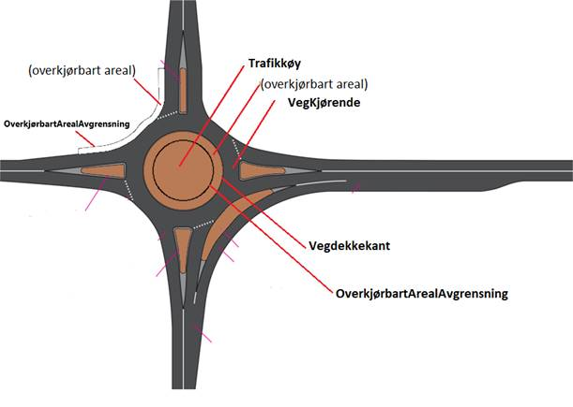 Trafikkøy
(overkjørbart areal)
(overkjørbart areal)
VegKjørende
OverkjørbartArealAvgrensning
Vegdekkekant
OverkjørbartArealAvgrensning